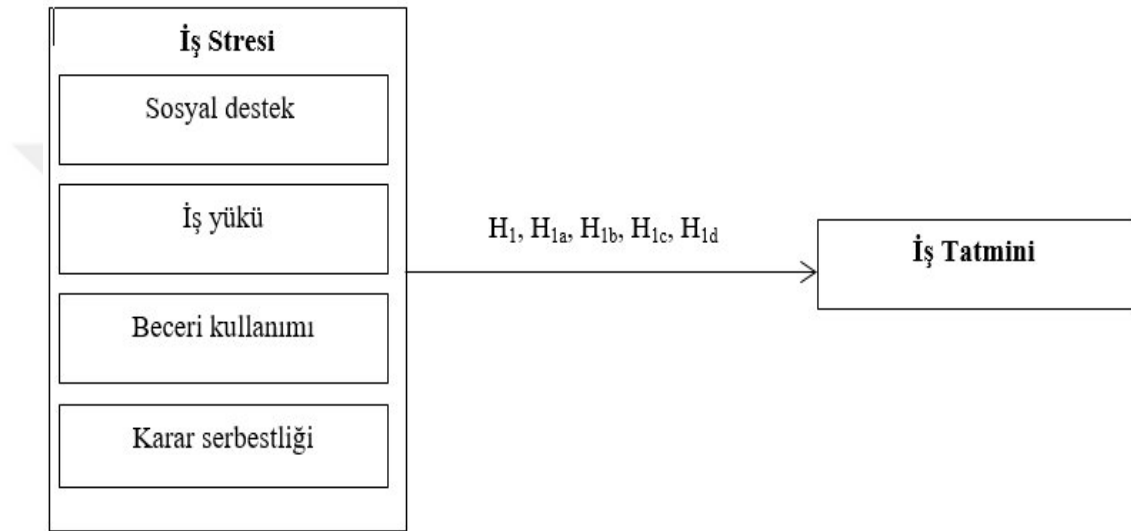 İş Stresi
Sosyal destek
İş yükü
Beceri kullanımı
Karar serbestliği
H₁, H₁ₐ, H₁b, H₁c, H₁d
İş Tatmini